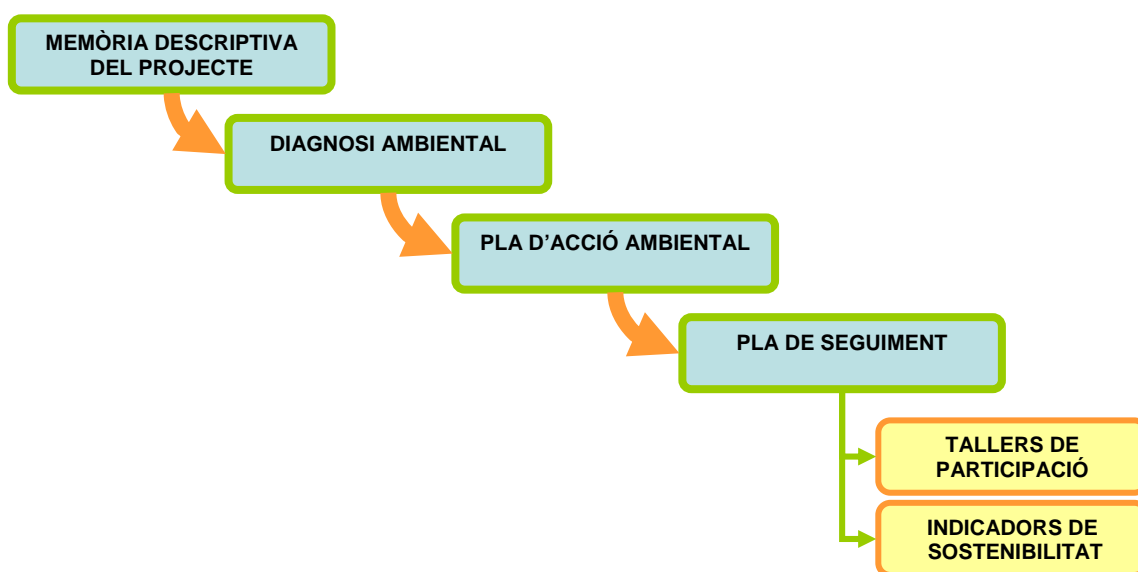 MEMÒRIA DESCRIPTIVA
DEL PROJECTE
DIAGNOSI AMBIENTAL
PLA D'ACCIÓ AMBIENTAL
PLA DE SEGUIMENT
TALLERS DE
PARTICIPACIÓ
INDICADORS DE
SOSTENIBILITAT